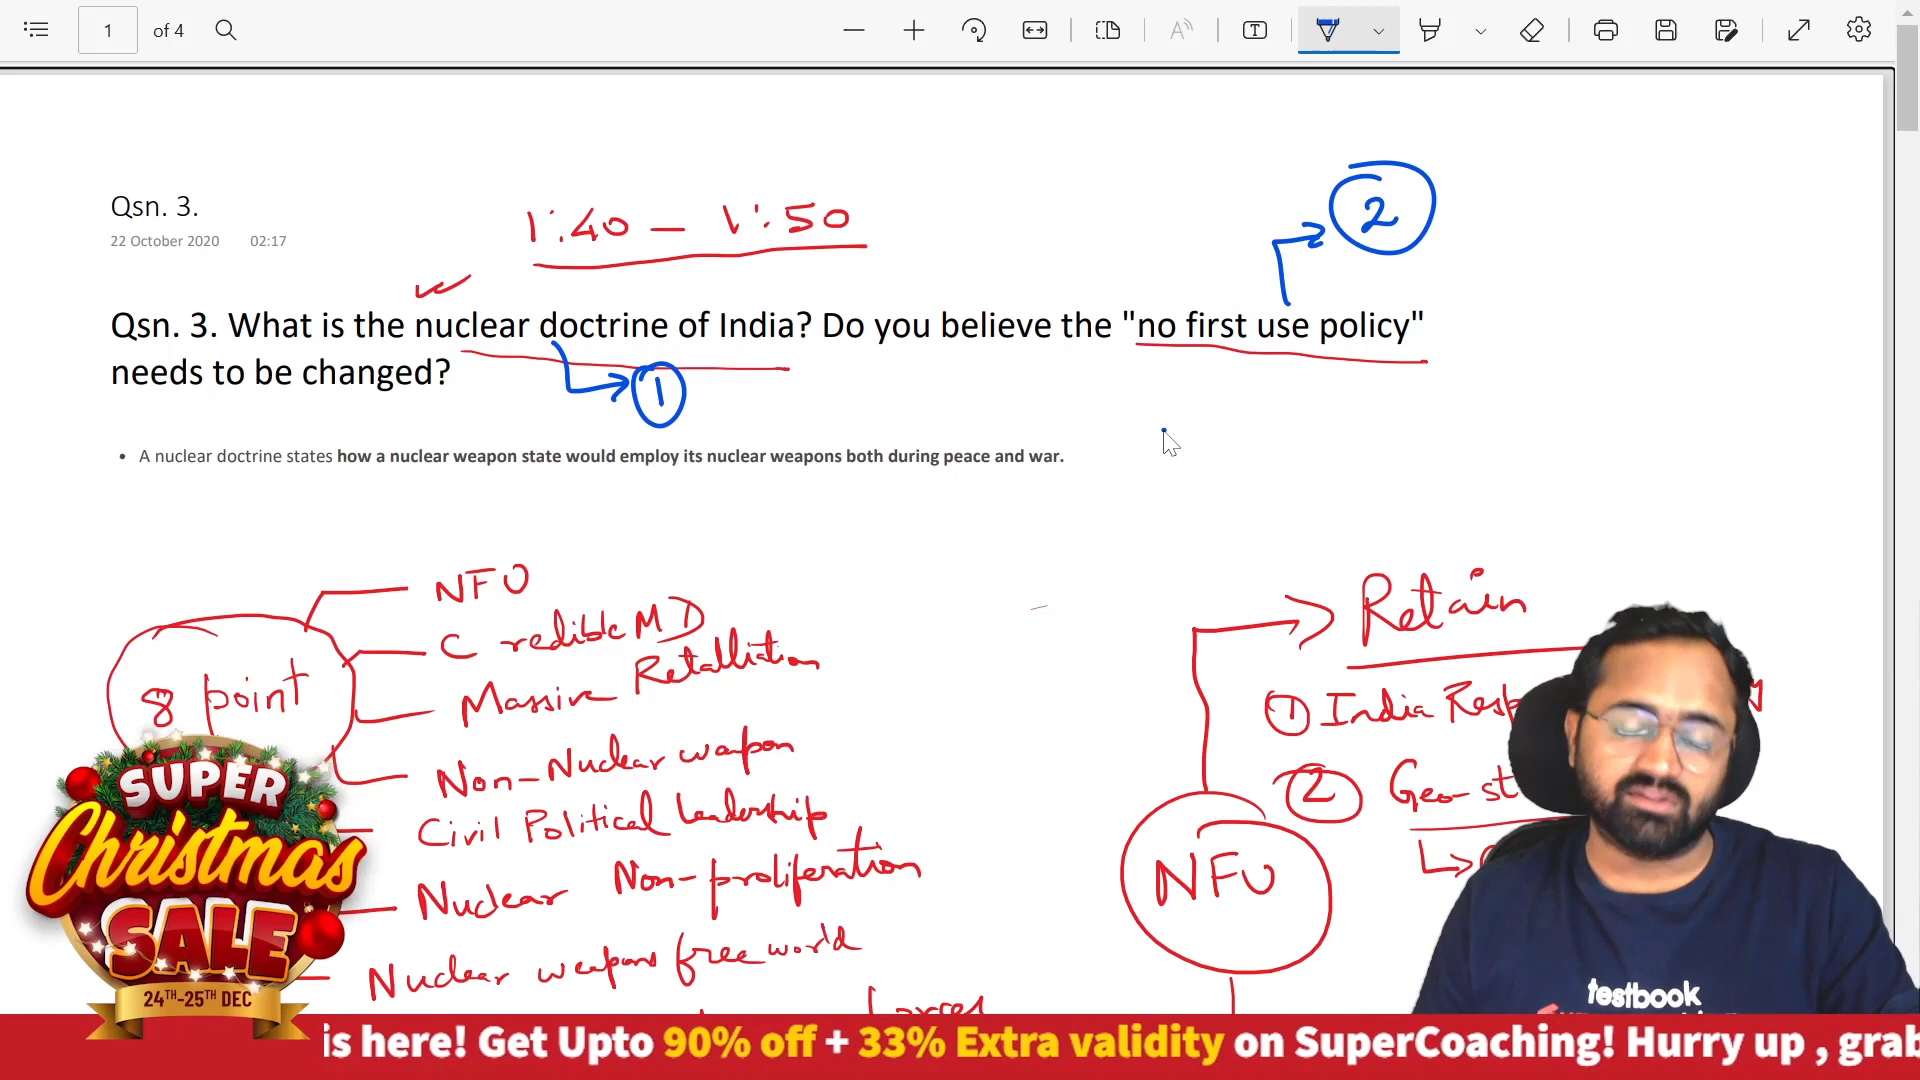 1
of 4
Qsn. 3.
22 October 2020 02:17
1:40 - 1:50
2
Qsn. 3. What is the nuclear doctrine of India? Do you believe the "no first use policy"
needs to be changed?
1
• A nuclear doctrine states how a nuclear weapon state would employ its nuclear weapons both during peace and war.
8 point
NFU
Credible MD
Massive Retalliation
Non-Nuclear weapon
Civil Political leadership
Nuclear Non-proliferation
Nuclear weapons free world
NFU
Retain
① India
② Geo-
SUPER
Christmas
SALE
24TH-25TH DEC
testbook
is here! Get Upto 90% off + 33% Extra validity on SuperCoaching! Hurry up , grab